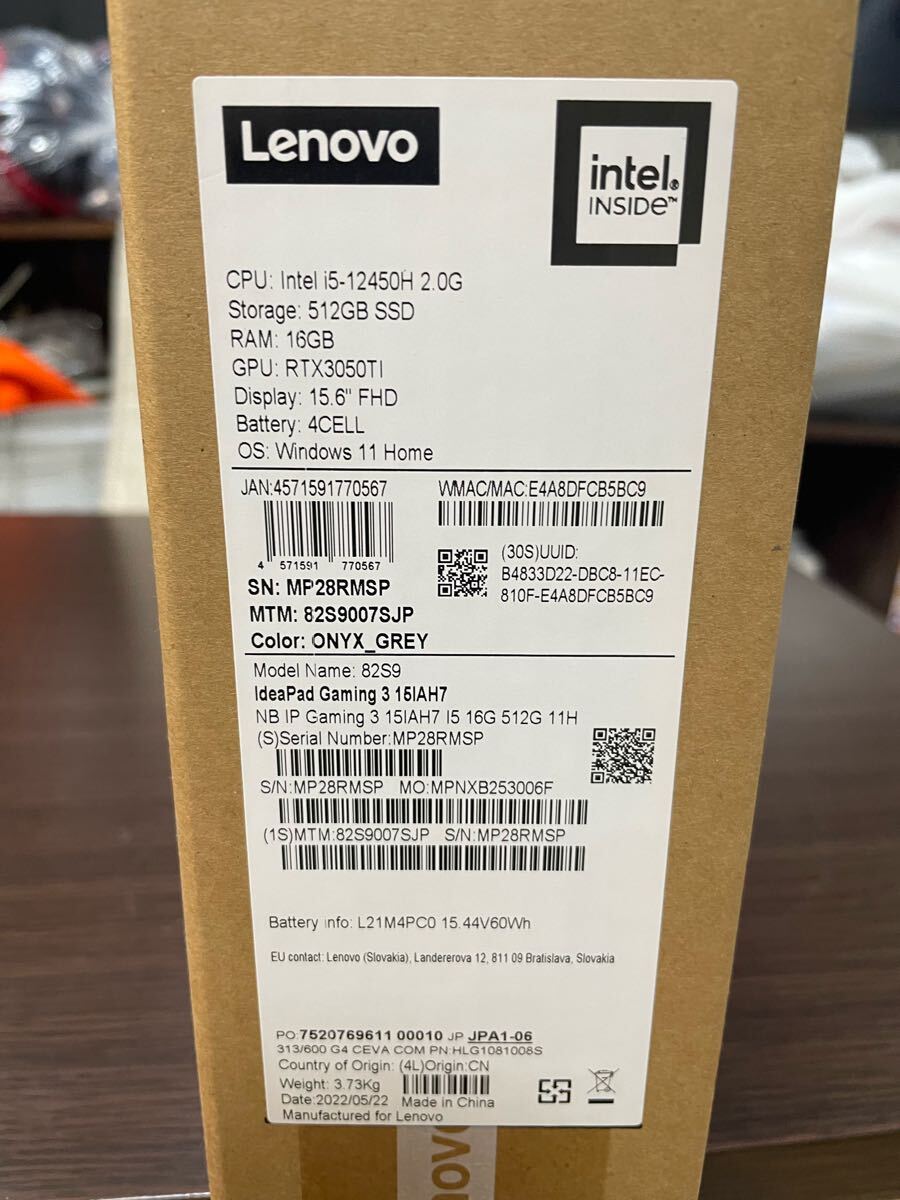 Lenovo
intel.
INSIDE™
CPU: Intel i5-12450H 2.0G
Storage: 512GB SSD
RAM: 16GB
GPU: RTX3050TI
Display: 15.6" FHD
Battery: 4CELL
OS: Windows 11 Home
JAN:4571591770567
WMAC/MAC:E4A8DFCB5BC9
4 571591 770567
(30S)UUID:
B4833D22-DBC8-11EC-
810F-E4A8DFCB5BC9
SN: MP28RMSP
MTM: 82S9007SJP
Color: ONYX_GREY
Model Name: 82S9
IdeaPad Gaming 3 15IAH7
NB IP Gaming 3 15IAH7 I5 16G 512G 11H
(S)Serial Number:MP28RMSP
S/N:MP28RMSP MO:MPNXB253006F
(1S)MTM:82S9007SJP S/N:MP28RMSP
Battery info: L21M4PC0 15.44V60Wh
EU contact: Lenovo (Slovakia), Landererova 12, 811 09 Bratislava, Slovakia
PO:7520769611 00010 JP JPA1-06
313/600 G4 CEVA COM PN:HLG1081008S
Country of Origin: (4L)Origin:CN
Weight: 3.73Kg
Date:2022/05/22 Made in China
Manufactured for Lenovo